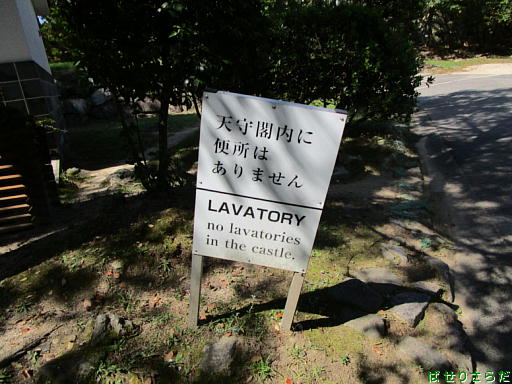 天守閣内に
便所は
ありません
LAVATORY
no lavatories
in the castle.
ぱせりこらだ